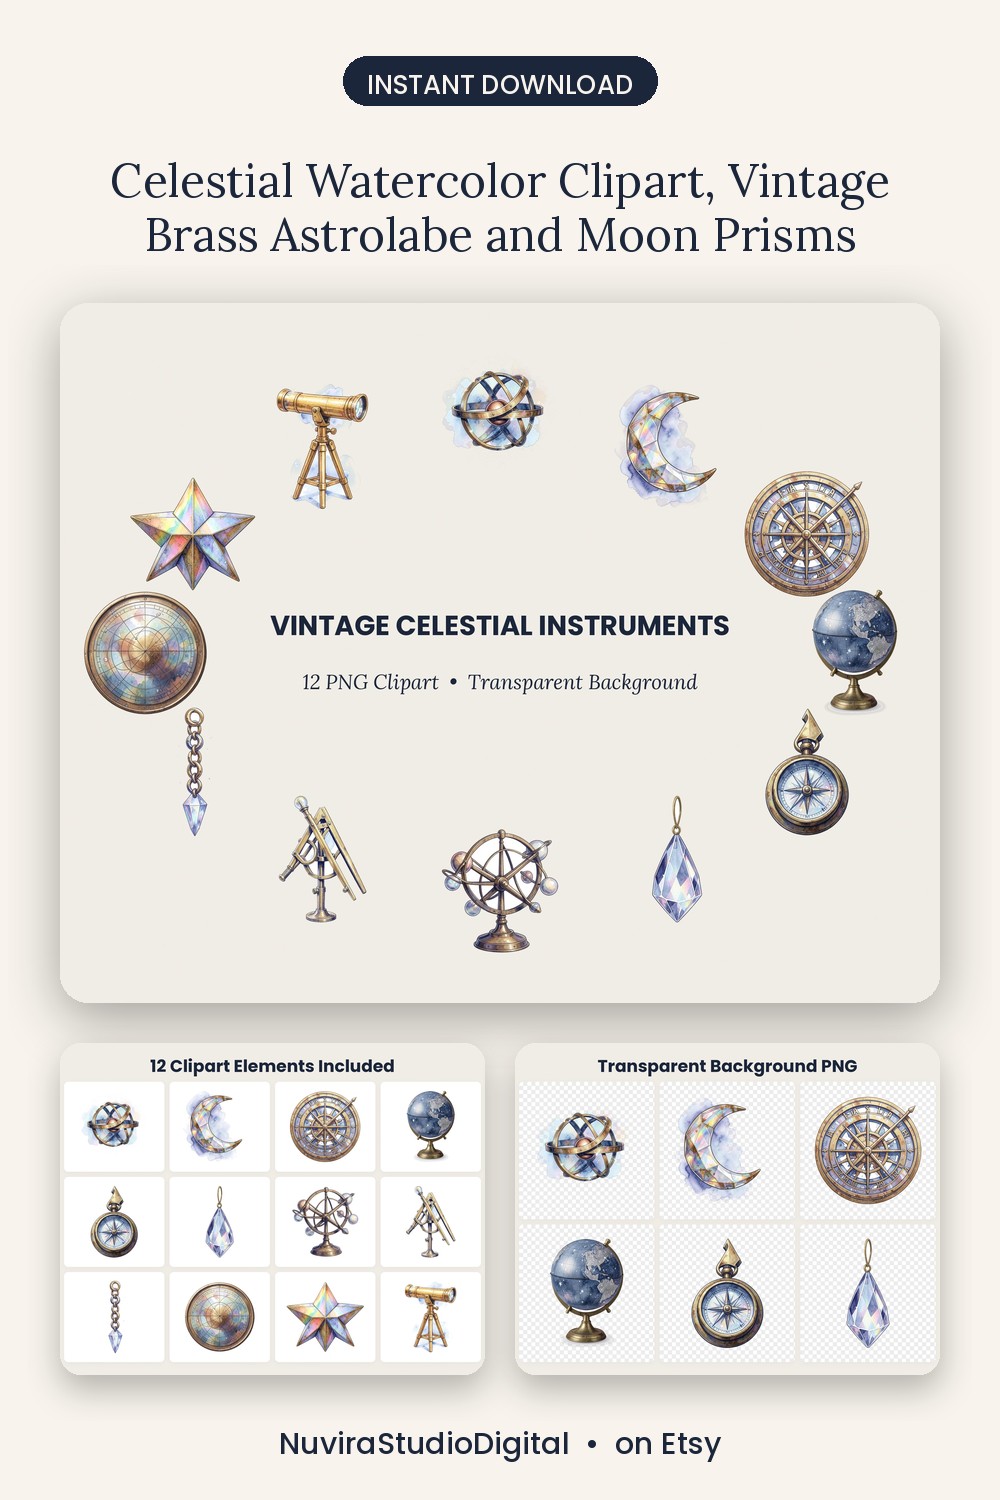 INSTANT DOWNLOAD
Celestial Watercolor Clipart, Vintage
Brass Astrolabe and Moon Prisms
VINTAGE CELESTIAL INSTRUMENTS
12 PNG Clipart • Transparent Background
12 Clipart Elements Included
Transparent Background PNG
NuviraStudioDigital • on Etsy